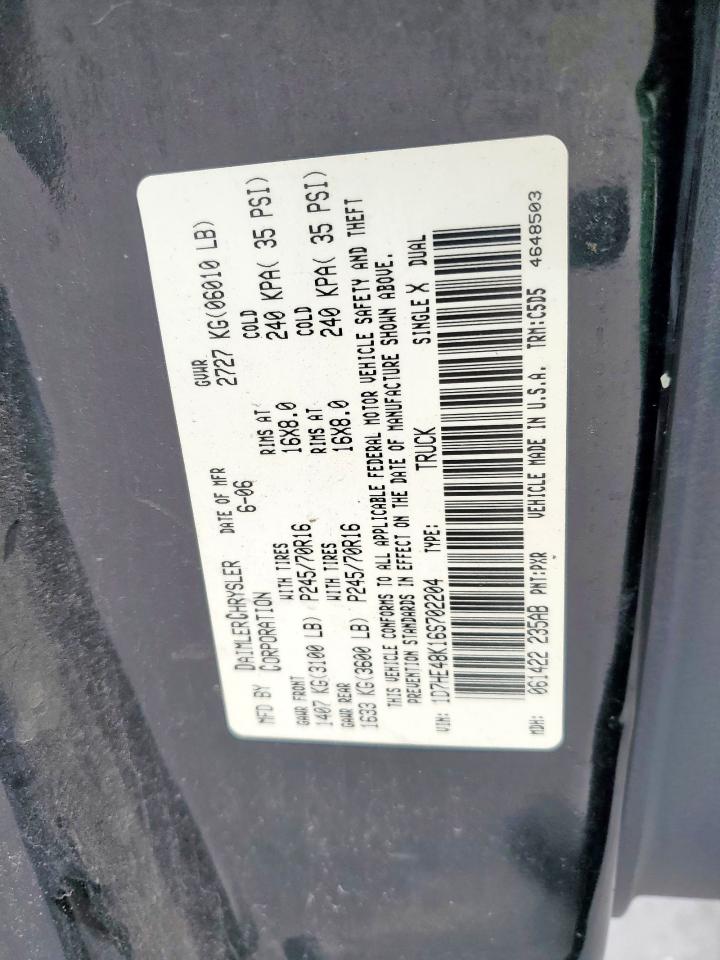 MFD BY DAIMLERCHRYSLER CORPORATION DATE OF MFR 6-06 GVWR 2727 KG(06010 LB)
GAWR FRONT WITH TIRES RIMS AT COLD
1407 KG(3100 LB) P245/70R16 16X8.0 240 KPA( 35 PSI)
GAWR REAR WITH TIRES RIMS AT COLD
1633 KG(3600 LB) P245/70R16 16X8.0 240 KPA( 35 PSI)
THIS VEHICLE CONFORMS TO ALL APPLICABLE FEDERAL MOTOR VEHICLE SAFETY AND THEFT
PREVENTION STANDARDS IN EFFECT ON THE DATE OF MANUFACTURE SHOWN ABOVE.
VIN: 1D7HE48K16S702204 TYPE: TRUCK SINGLE X DUAL
MDH: 061422 235AB PNT:PXR VEHICLE MADE IN U.S.A. TRM:C5D5 4648503